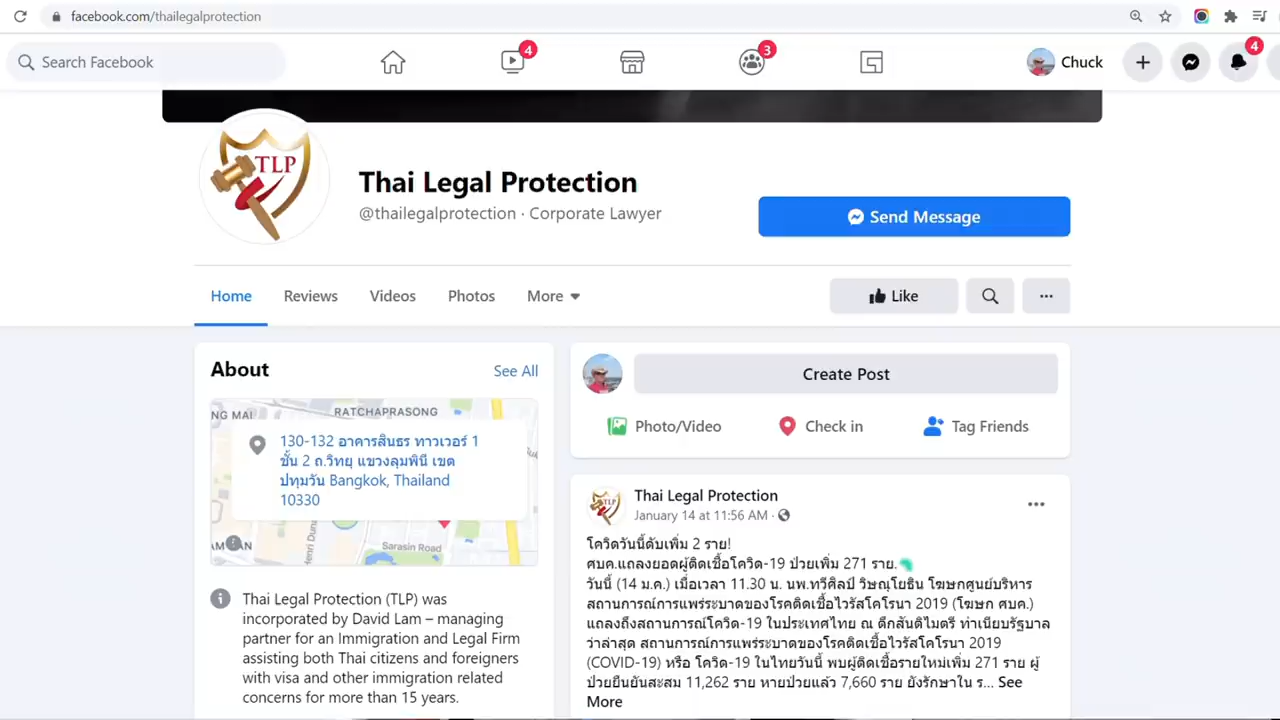 facebook.com/thailegalprotection
Search Facebook
4
3
Chuck
4
TLP
Thai Legal Protection
@thailegalprotection · Corporate Lawyer
Send Message
Home
Reviews
Videos
Photos
More
Like
About
See All
RATCHAPRASONG
130-132 อาคารสินธร ทาวเวอร์ 1
ชั้น 2 ถ.วิทยุ แขวงลุมพินี เขต
ปทุมวัน Bangkok, Thailand
10330
Sarasin Road
Thai Legal Protection (TLP) was
incorporated by David Lam – managing
partner for an Immigration and Legal Firm
assisting both Thai citizens and foreigners
with visa and other immigration related
concerns for more than 15 years.
Create Post
Photo/Video
Check in
Tag Friends
Thai Legal Protection
January 14 at 11:56 AM ·
โควิดวันนี้ดับเพิ่ม 2 ราย!
ศบค.แถลงยอดผู้ติดเชื้อโควิด-19 ป่วยเพิ่ม 271 ราย.
วันนี้ (14 ม.ค.) เมื่อเวลา 11.30 น. นพ.ทวีศิลป์ วิษณุโยธิน โฆษกศูนย์บริหาร
สถานการณ์การแพร่ระบาดของโรคติดเชื้อไวรัสโคโรนา 2019 (โฆษก ศบค.)
แถลงถึงสถานการณ์โควิด-19 ในประเทศไทย ณ ตึกสันติไมตรี ทำเนียบรัฐบาล
ว่าล่าสุด สถานการณ์การแพร่ระบาดของโรคติดเชื้อไวรัสโคโรนา 2019
(COVID-19) หรือ โควิด-19 ในไทยวันนี้ พบผู้ติดเชื้อรายใหม่เพิ่ม 271 ราย ผู้
ป่วยยืนยันสะสม 11,262 ราย หายป่วยแล้ว 7,660 ราย ยังรักษาใน ร... See
More